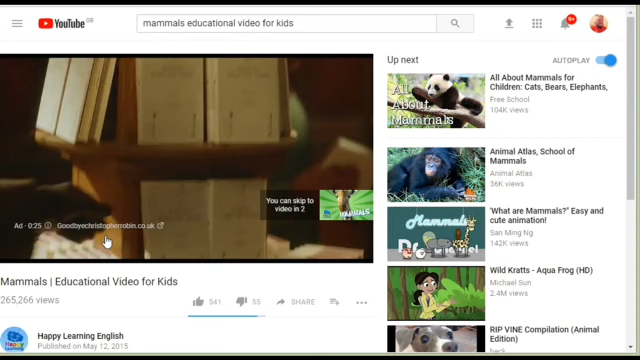 YouTube GB
mammals educational video for kids
9+
Up next
AUTOPLAY
All About Mammals
All About Mammals for
Children: Cats, Bears, Elephants,
Free School
104K views
Animal Atlas, School of
Mammals
Animal Atlas
36K views
Mammals
'What are Mammals?" Easy and
cute animation!
San Ming Ng
142K views
Wild Kratts - Aqua Frog (HD)
Michael Sun
2.4M views
RIP VINE Compilation (Animal
Edition)
You can skip to
video in 2
MAMMALS
Ad · 0:25
Goodbyechristopherrobin.co.uk
Mammals | Educational Video for Kids
265,266 views
541
55
SHARE
Happy Learning English
Published on May 12, 2015